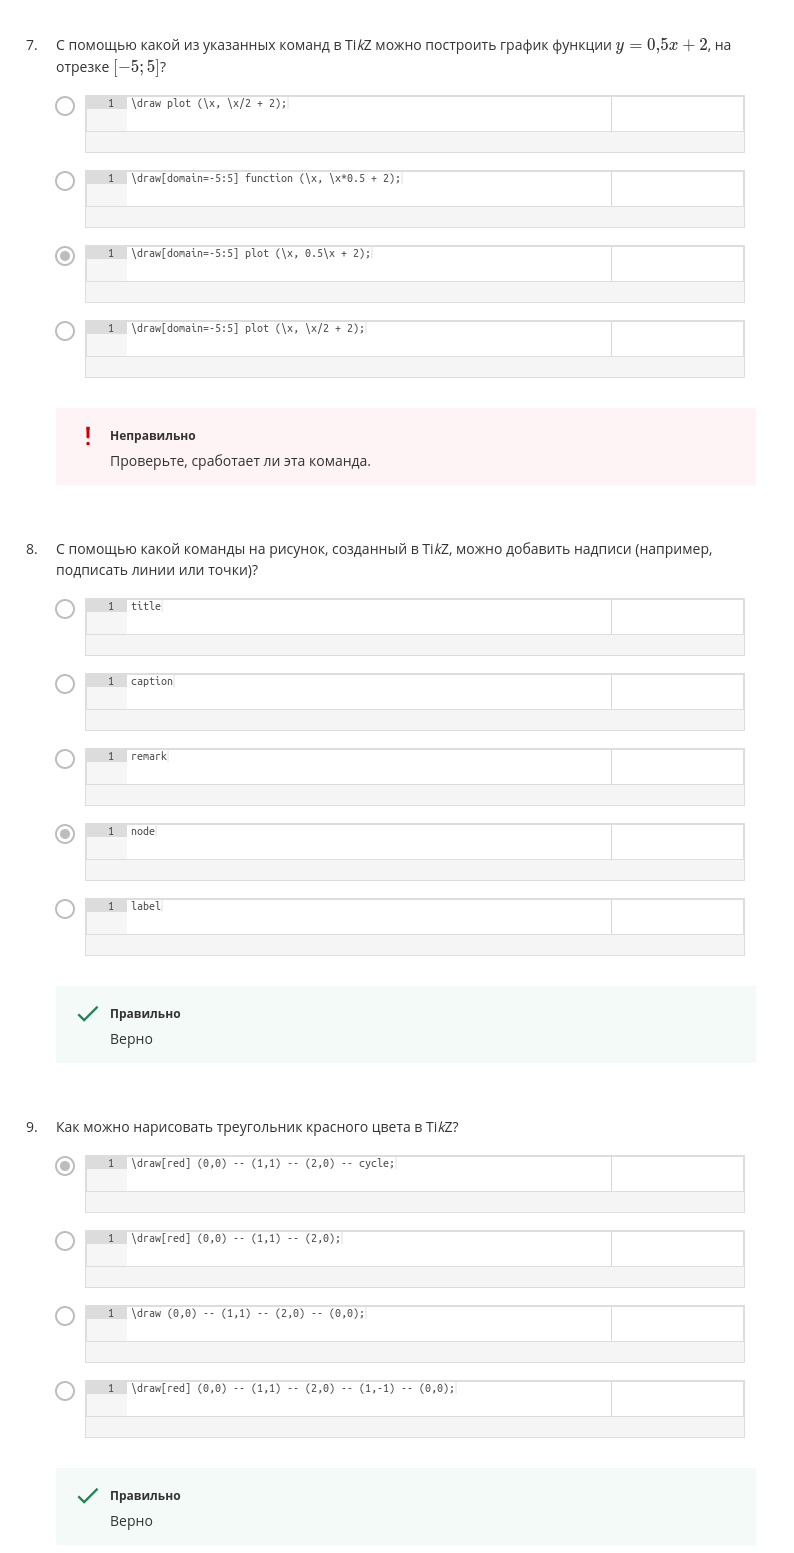 7. С помощью какой из указанных команд в TikZ можно построить график функции y = 0,5x + 2, на
отрезке [−5; 5]?
1 \draw plot (\x, \x/2 + 2);
1 \draw[domain=-5:5] function (\x, \x*0.5 + 2);
1 \draw[domain=-5:5] plot (\x, 0.5\x + 2);
1 \draw[domain=-5:5] plot (\x, \x/2 + 2);
! Неправильно
Проверьте, сработает ли эта команда.
8. С помощью какой команды на рисунок, созданный в TikZ, можно добавить надписи (например,
подписать линии или точки)?
1 title
1 caption
1 remark
1 node
1 label
Правильно
Верно
9. Как можно нарисовать треугольник красного цвета в TikZ?
1 \draw[red] (0,0) -- (1,1) -- (2,0) -- cycle;
1 \draw[red] (0,0) -- (1,1) -- (2,0);
1 \draw (0,0) -- (1,1) -- (2,0) -- (0,0);
1 \draw[red] (0,0) -- (1,1) -- (2,0) -- (1,-1) -- (0,0);
Правильно
Верно